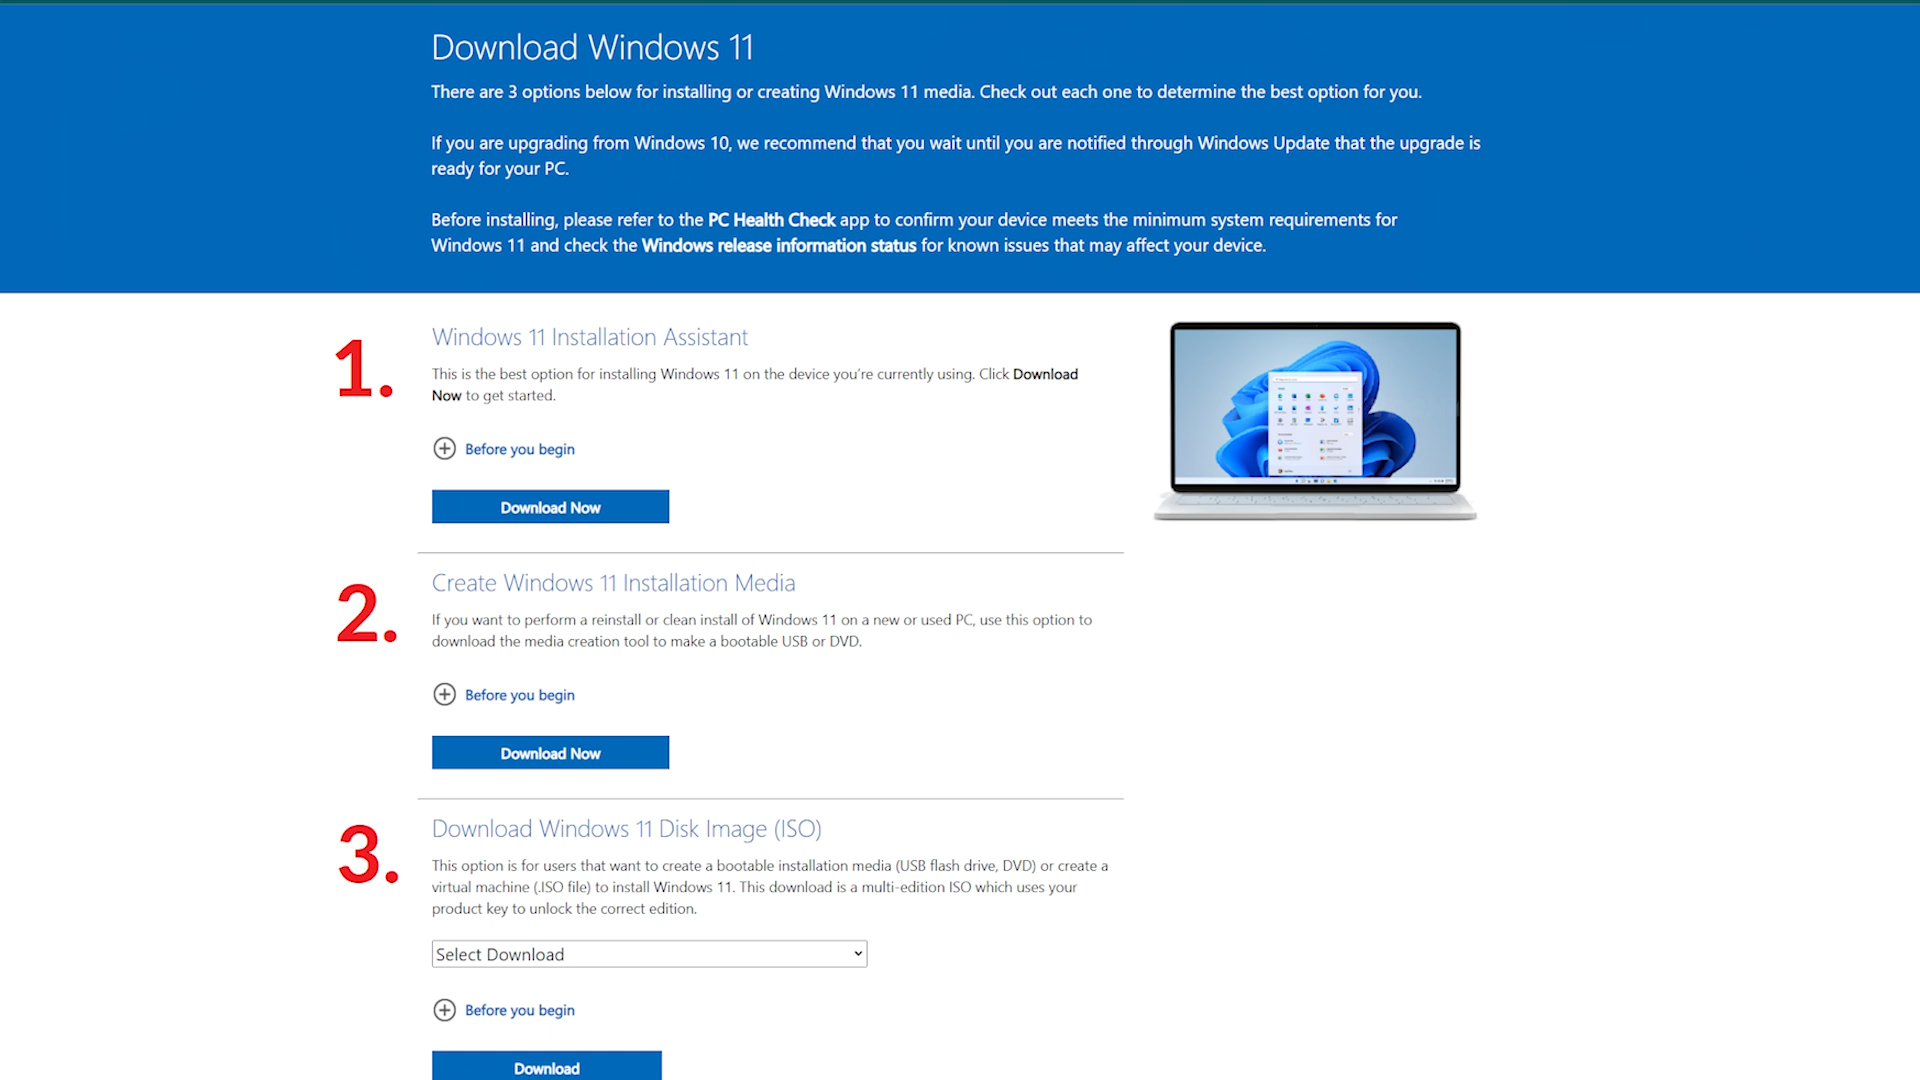 Download Windows 11
There are 3 options below for installing or creating Windows 11 media. Check out each one to determine the best option for you.
If you are upgrading from Windows 10, we recommend that you wait until you are notified through Windows Update that the upgrade is
ready for your PC.
Before installing, please refer to the PC Health Check app to confirm your device meets the minimum system requirements for
Windows 11 and check the Windows release information status for known issues that may affect your device.
1.
Windows 11 Installation Assistant
This is the best option for installing Windows 11 on the device you're currently using. Click Download
Now to get started.
Before you begin
Download Now
2.
Create Windows 11 Installation Media
If you want to perform a reinstall or clean install of Windows 11 on a new or used PC, use this option to
download the media creation tool to make a bootable USB or DVD.
Before you begin
Download Now
3.
Download Windows 11 Disk Image (ISO)
This option is for users that want to create a bootable installation media (USB flash drive, DVD) or create a
virtual machine (.ISO file) to install Windows 11. This download is a multi-edition ISO which uses your
product key to unlock the correct edition.
Select Download
Before you begin
Download